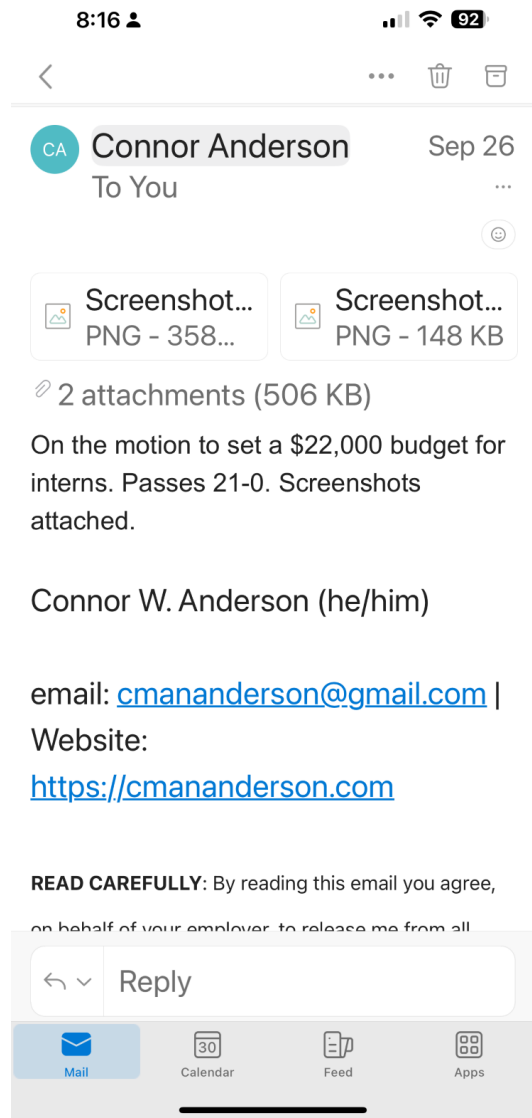 8:16
92
CA
Connor Anderson
Sep 26
To You
Screenshot...
PNG - 358...
Screenshot...
PNG - 148 KB
2 attachments (506 KB)
On the motion to set a $22,000 budget for
interns. Passes 21-0. Screenshots
attached.
Connor W. Anderson (he/him)
email: cmananderson@gmail.com |
Website:
https://cmananderson.com
READ CAREFULLY: By reading this email you agree,
on behalf of your employer, to release me from all
Reply
30
Mail
Calendar
Feed
Apps